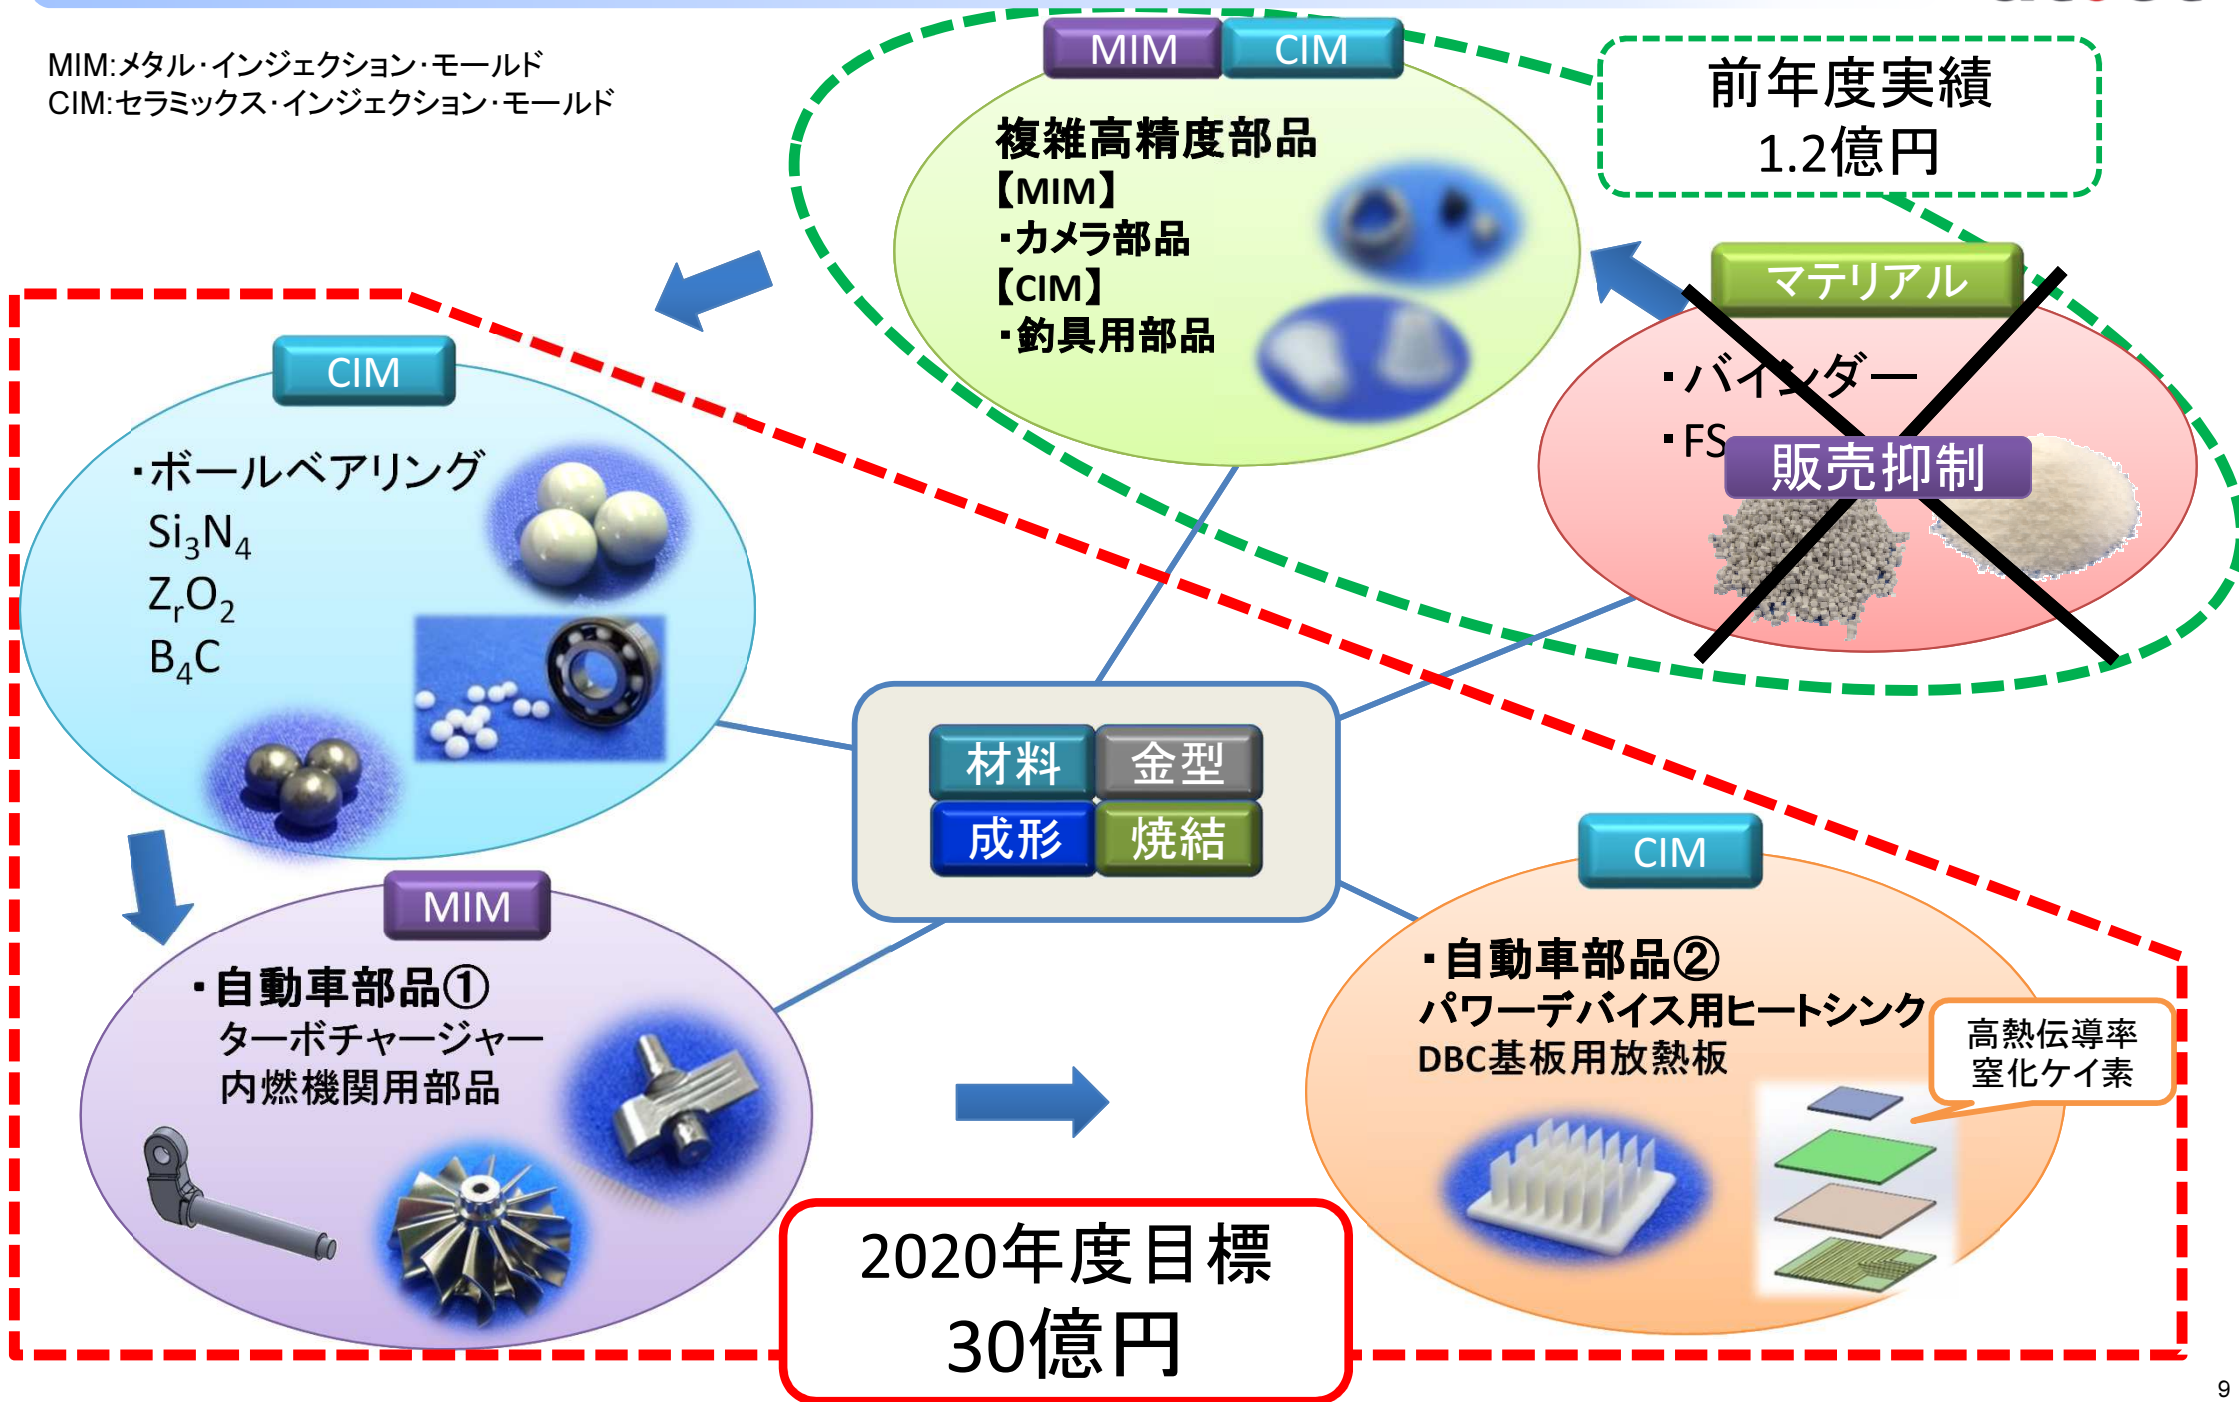 MIM:メタル･インジェクション･モールド
CIM:セラミックス･インジェクション･モールド
MIM
CIM
複雑高精度部品
【MIM】
・カメラ部品
【CIM】
・釣具用部品
前年度実績
1.2億円
マテリアル
・バインダー
・FS
販売抑制
CIM
・ボールベアリング
Si3N4
ZrO2
B4C
材料
金型
成形
焼結
MIM
・自動車部品①
ターボチャージャー
内燃機関用部品
CIM
・自動車部品②
パワーデバイス用ヒートシンク
DBC基板用放熱板
高熱伝導率
窒化ケイ素
2020年度目標
30億円
9